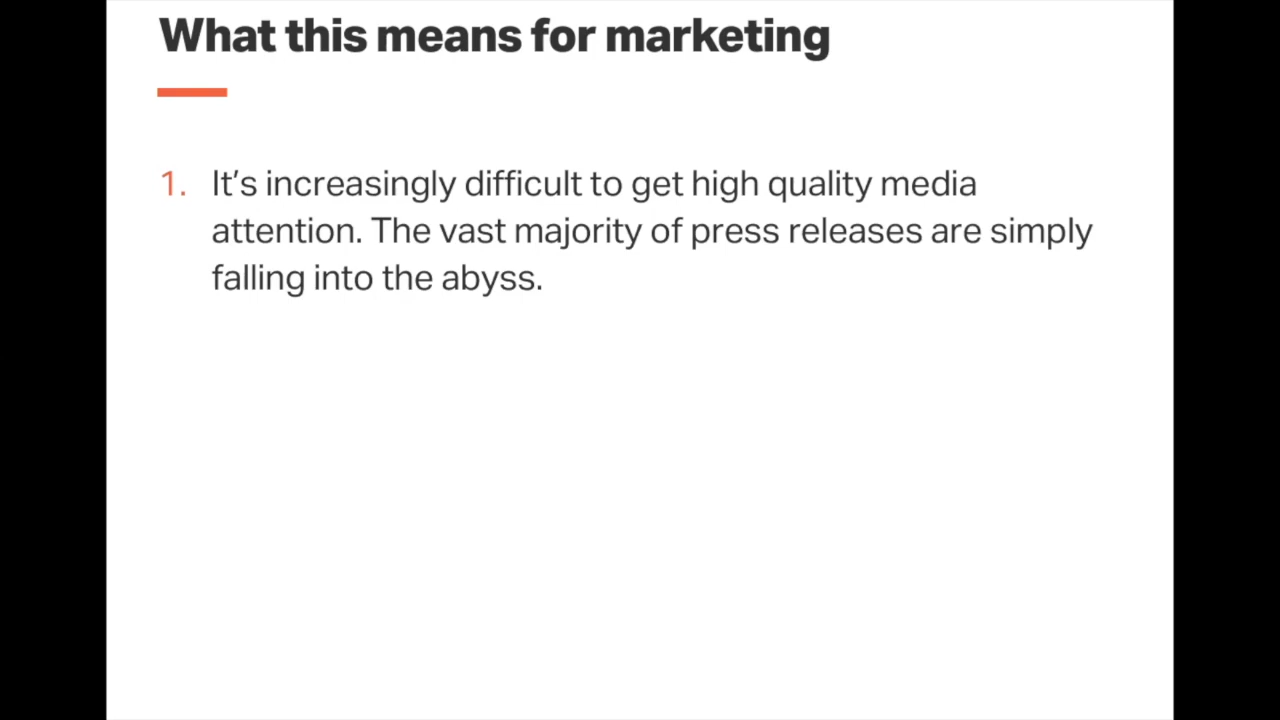 What this means for marketing
1. It’s increasingly difficult to get high quality media
attention. The vast majority of press releases are simply
falling into the abyss.